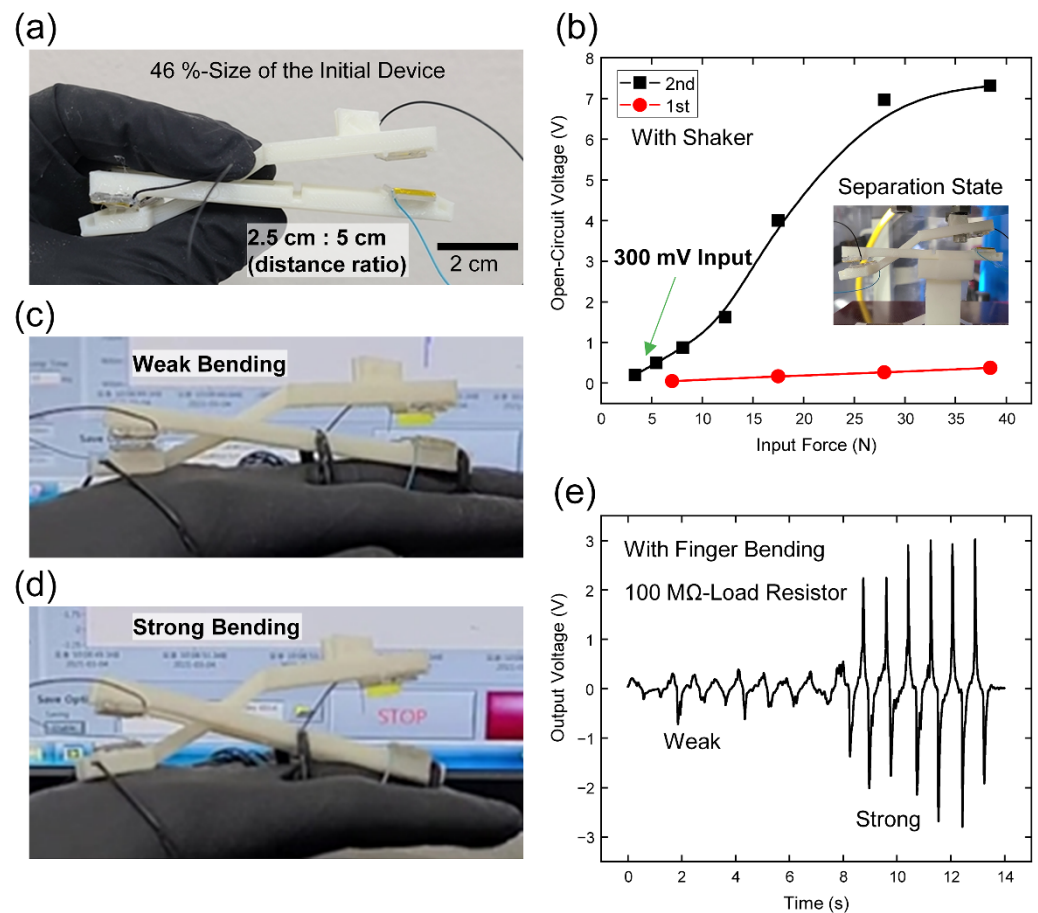 (a)
46 %-Size of the Initial Device
2.5 cm : 5 cm
(distance ratio)
2 cm
(b)
Open-Circuit Voltage (V)
8
7
6
5
4
3
2
1
0
2nd
1st
With Shaker
300 mV Input
Separation State
0
5
10
15
20
25
30
35
40
Input Force (N)
(c)
Weak Bending
(d)
Strong Bending
Save Opti
STOP
(e)
Output Voltage (V)
3
2
1
0
−1
−2
−3
With Finger Bending
100 MΩ-Load Resistor
Weak
Strong
0
2
4
6
8
10
12
14
Time (s)